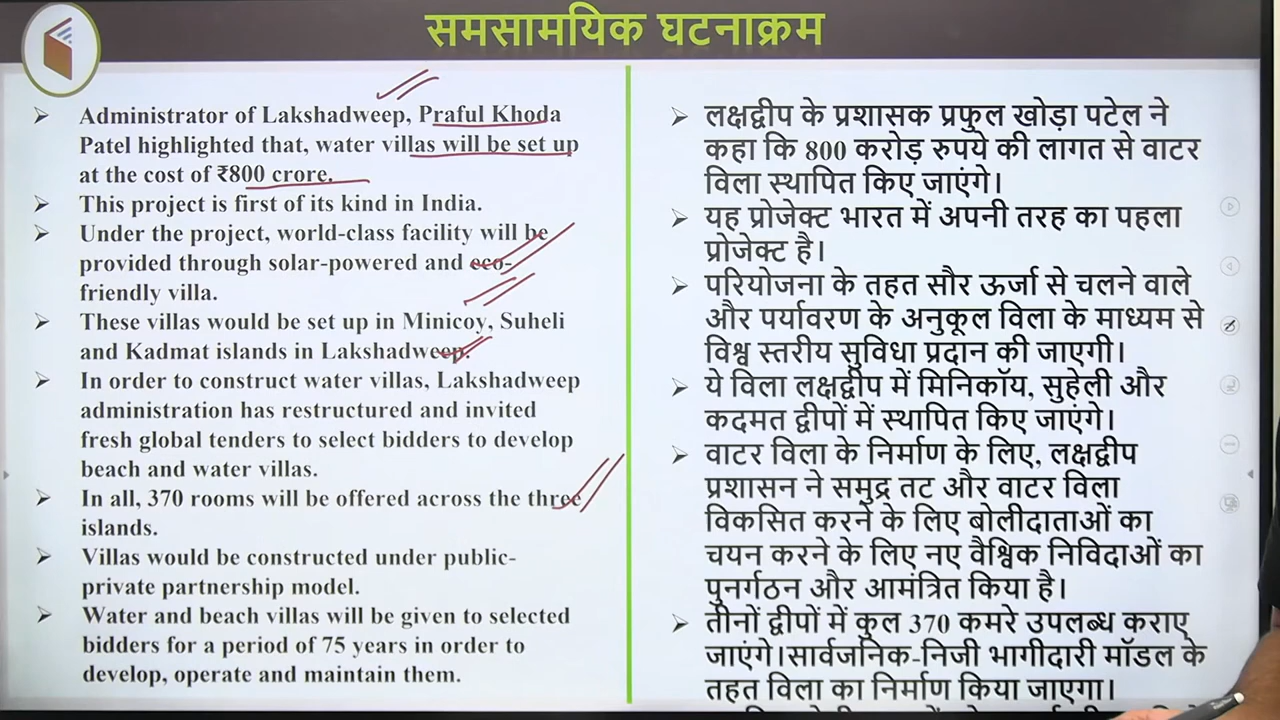 समसामयिक घटनाक्रम
➢ Administrator of Lakshadweep, Praful Khoda
Patel highlighted that, water villas will be set up
at the cost of ₹800 crore.
➢ This project is first of its kind in India.
➢ Under the project, world-class facility will be
provided through solar-powered and eco-
friendly villa.
➢ These villas would be set up in Minicoy, Suheli
and Kadmat islands in Lakshadweep.
➢ In order to construct water villas, Lakshadweep
administration has restructured and invited
fresh global tenders to select bidders to develop
beach and water villas.
➢ In all, 370 rooms will be offered across the three
islands.
➢ Villas would be constructed under public-
private partnership model.
➢ Water and beach villas will be given to selected
bidders for a period of 75 years in order to
develop, operate and maintain them.
➢ लक्षद्वीप के प्रशासक प्रफुल खोड़ा पटेल ने
कहा कि 800 करोड़ रुपये की लागत से वाटर
विला स्थापित किए जाएंगे।
➢ यह प्रोजेक्ट भारत में अपनी तरह का पहला
प्रोजेक्ट है।
➢ परियोजना के तहत सौर ऊर्जा से चलने वाले
और पर्यावरण के अनुकूल विला के माध्यम से
विश्व स्तरीय सुविधा प्रदान की जाएगी।
➢ ये विला लक्षद्वीप में मिनिकॉय, सुहेली और
कदमत द्वीपों में स्थापित किए जाएंगे।
➢ वाटर विला के निर्माण के लिए, लक्षद्वीप
प्रशासन ने समुद्र तट और वाटर विला
विकसित करने के लिए बोलीदाताओं का
चयन करने के लिए नए वैश्विक निविदाओं का
पुनर्गठन और आमंत्रित किया है।
➢ तीनों द्वीपों में कुल 370 कमरे उपलब्ध कराए
जाएंगे।सार्वजनिक-निजी भागीदारी मॉडल के
तहत विला का निर्माण किया जाएगा।